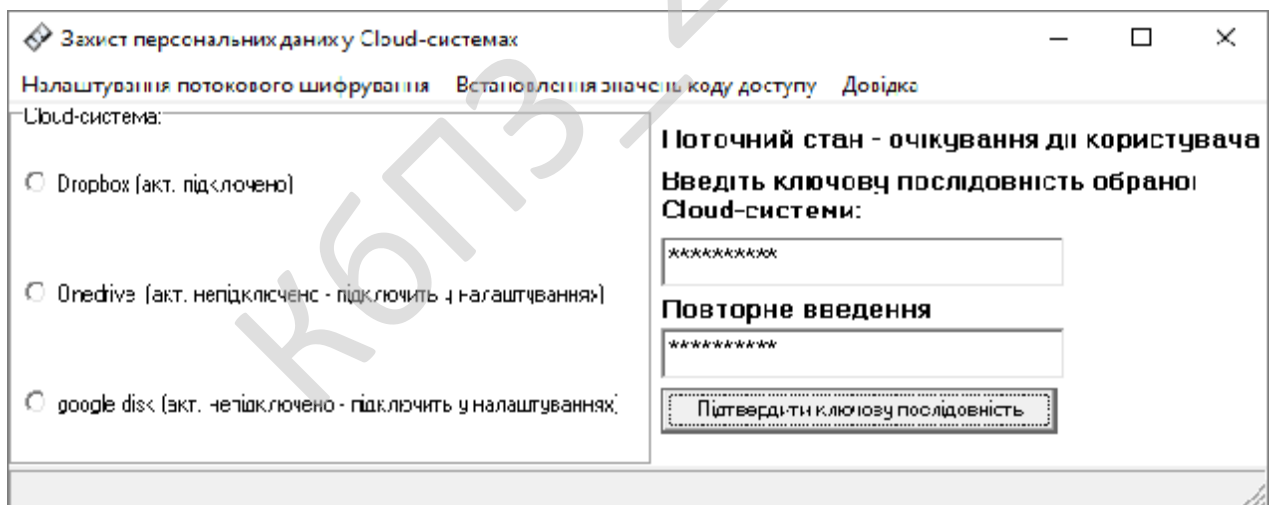 Захист персональних даних у Cloud-системах
Налаштування потокового шифрування Встановлення значень коду доступу Довідка
Cloud-система:
Dropbox (акт. підключено)
Onedrive (акт. непідключено - підключить у налаштуваннях)
google disk (акт. непідключено - підключить у налаштуваннях)
Поточний стан - очікування дії користувача
Введіть ключову послідовність обраної
Cloud-системи:
**********
Повторне введення
**********
Підтвердити ключову послідовність
КбПЗ_